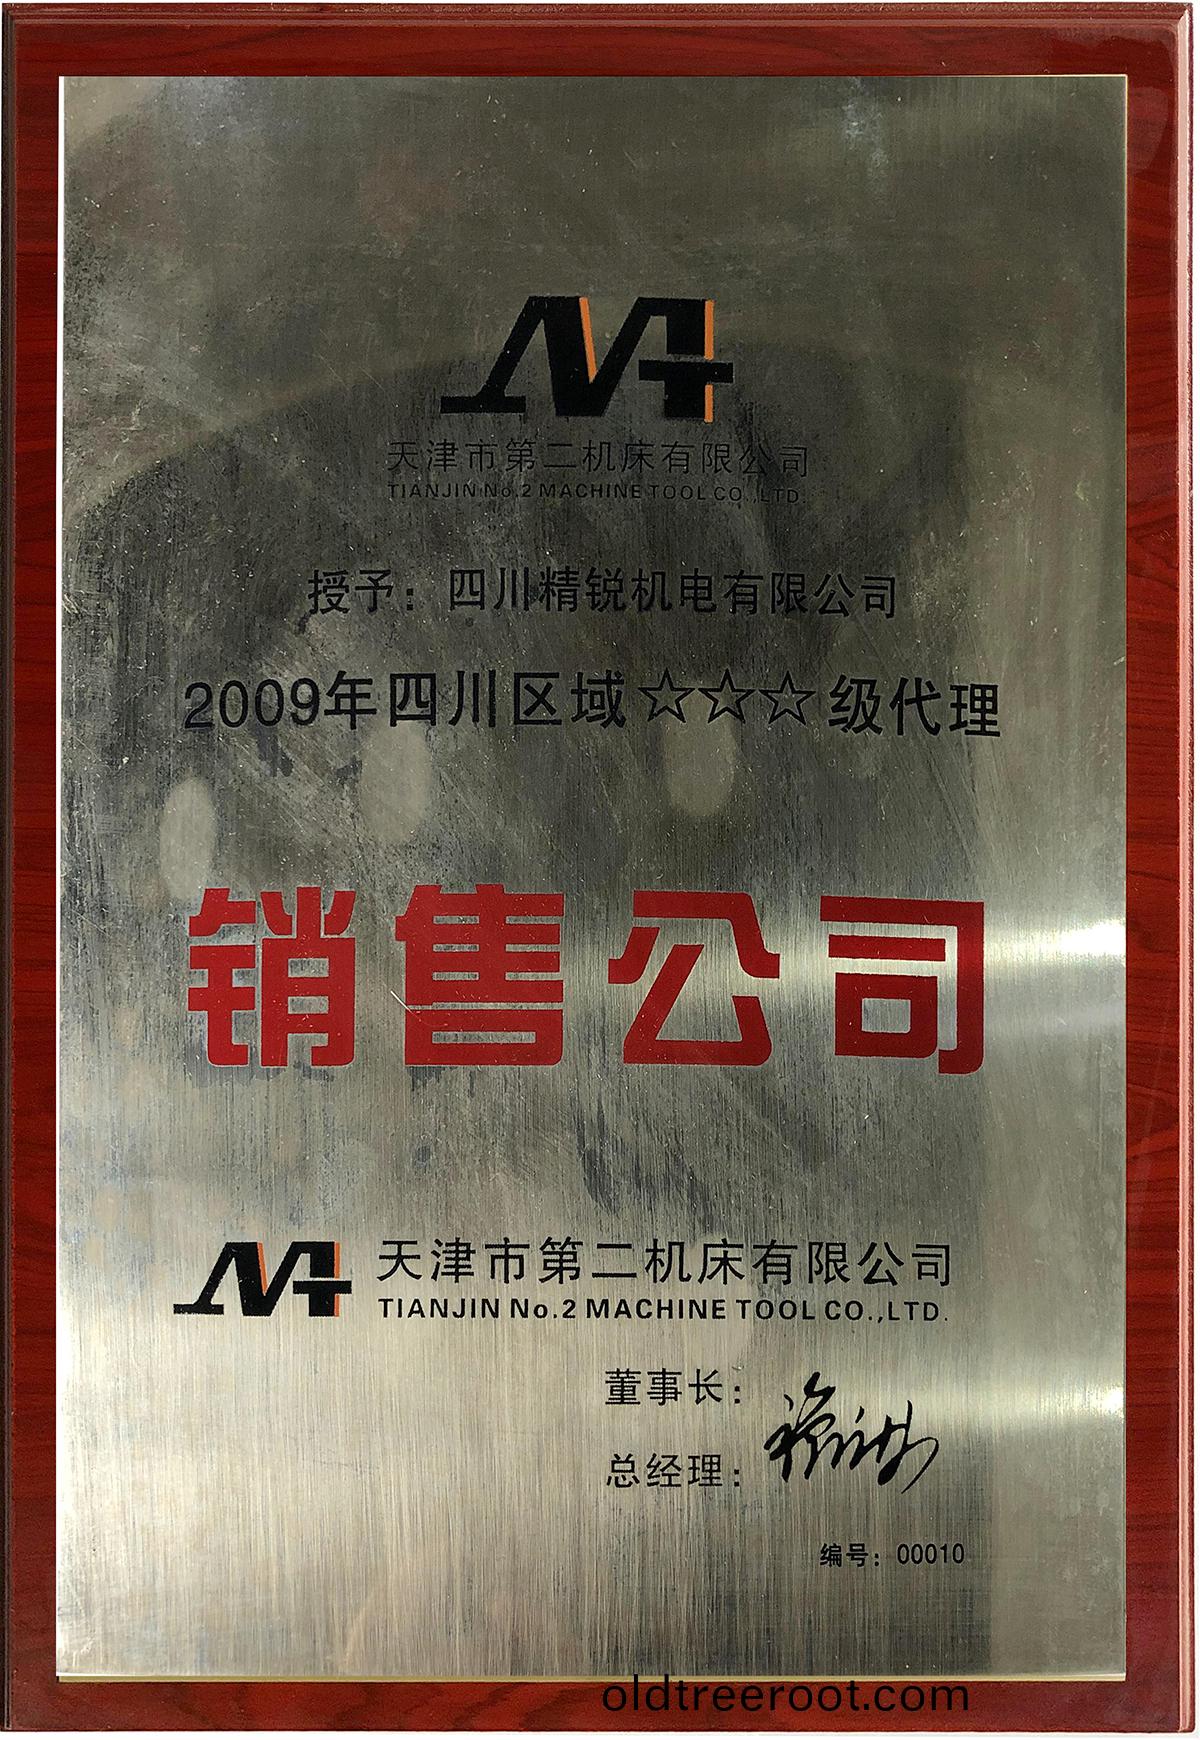 天津市第二机床有限公司
TIANJIN No.2 MACHINE TOOL CO.,LTD.
授予：四川精锐机电有限公司
2009年四川区域☆☆☆级代理
销售公司
天津市第二机床有限公司
TIANJIN No.2 MACHINE TOOL CO.,LTD.
董事长：
总经理：
编号：00010
oldtreeroot.com